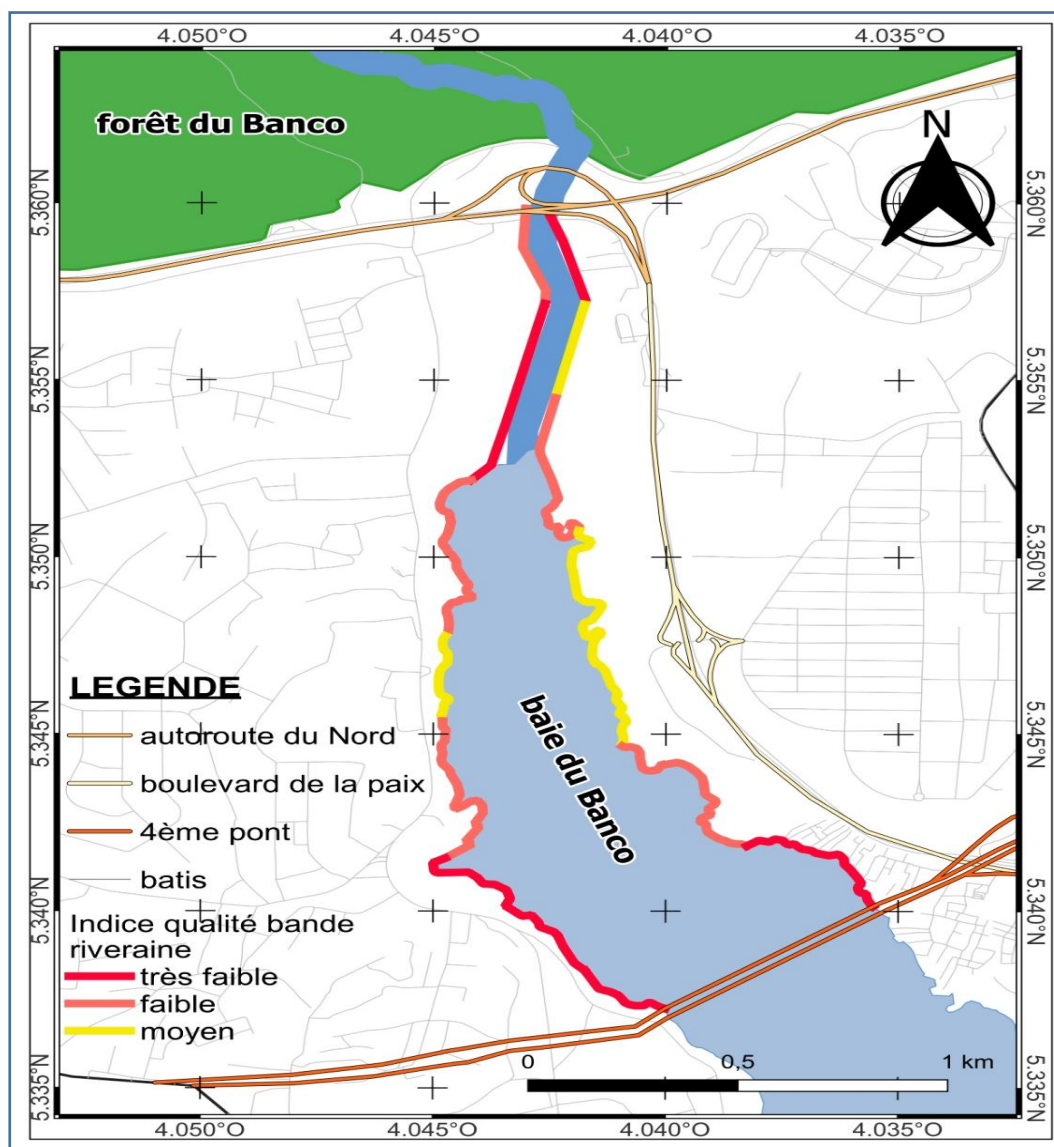 4.050°O 4.045°O 4.040°O 4.035°O
forêt du Banco
N
5.360°N 5.360°N
5.355°N 5.355°N
5.350°N 5.350°N
LEGENDE
autoroute du Nord
boulevard de la paix
4ème pont
batis
Indice qualité bande
riveraine
très faible
faible
moyen
baie du Banco
5.345°N 5.345°N
5.340°N 5.340°N
0 0,5 1 km
5.335°N 5.335°N
4.050°O 4.045°O 4.040°O 4.035°O